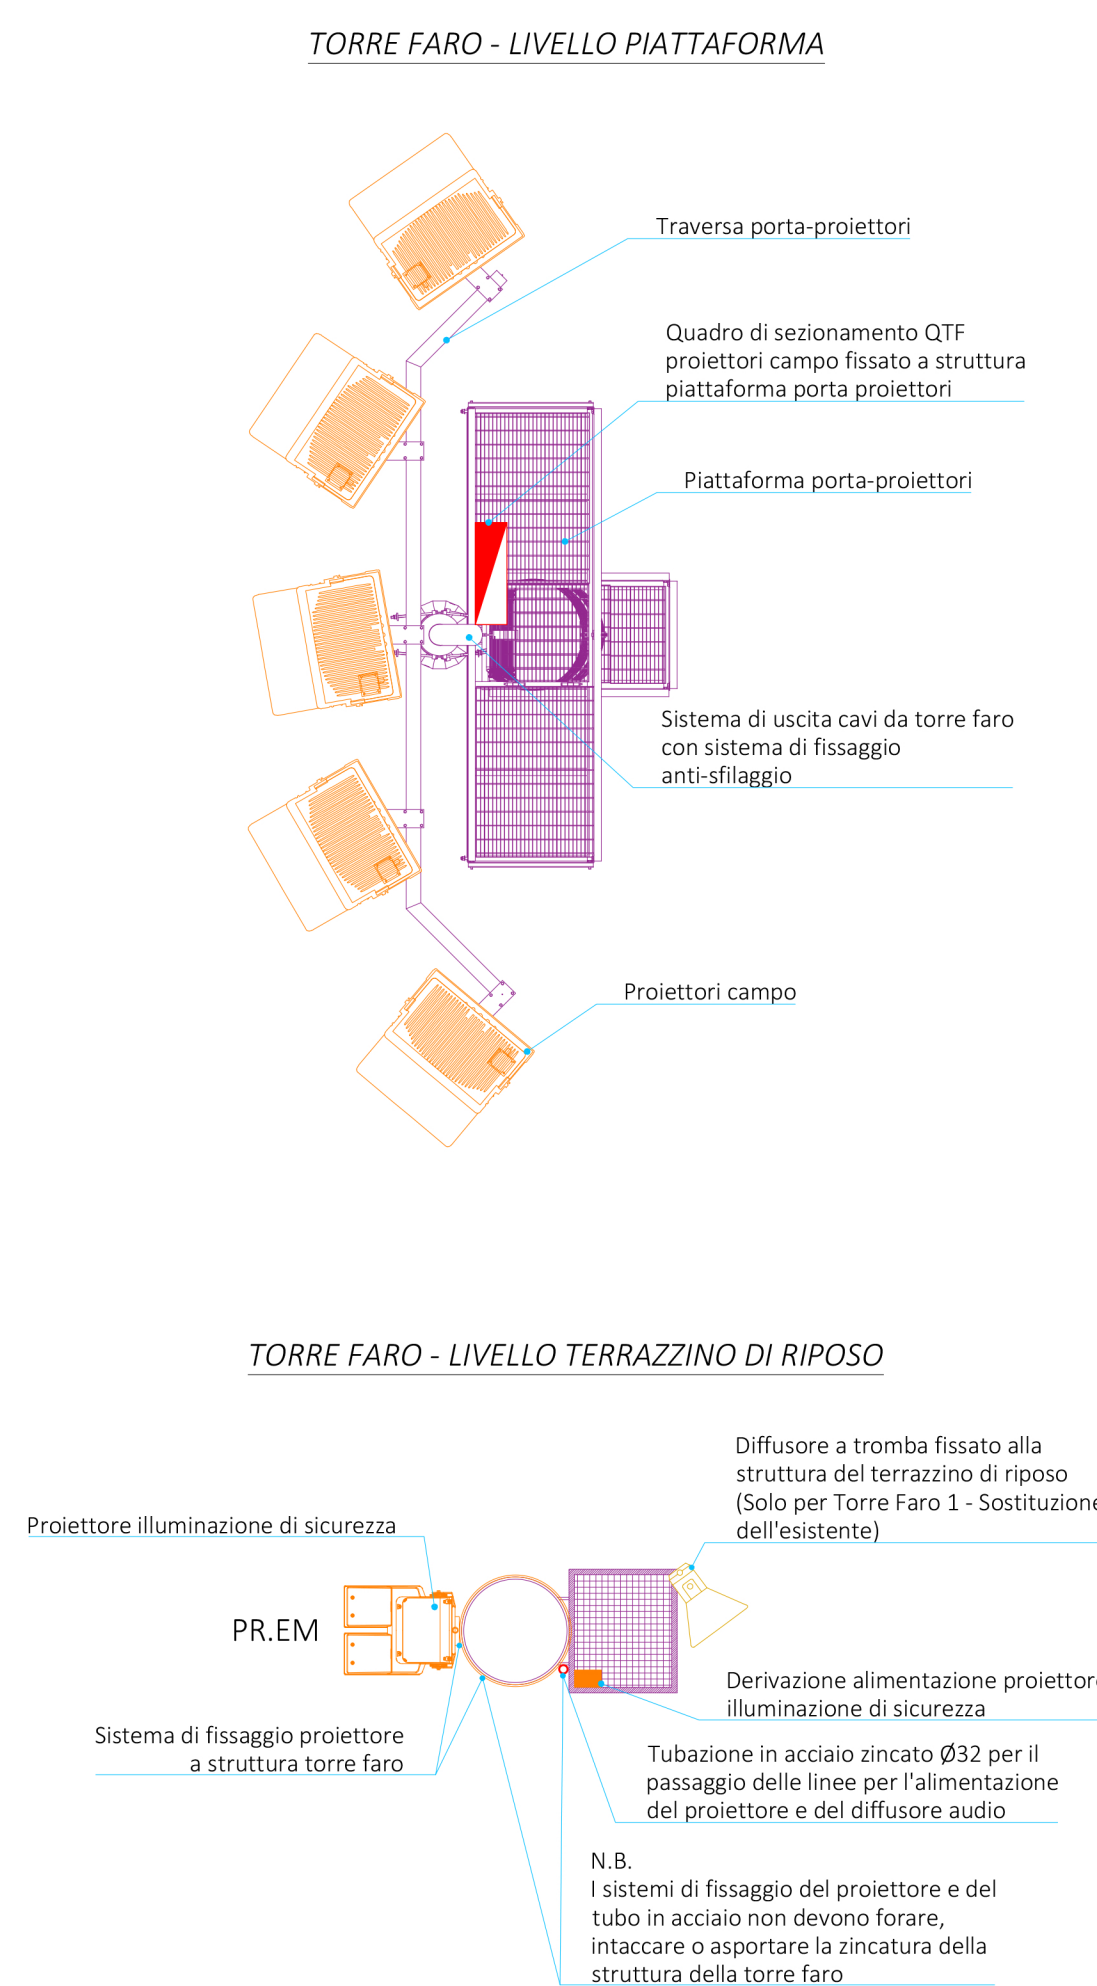 TORRE FARO - LIVELLO PIATTAFORMA
Traversa porta-proiettori
Quadro di sezionamento QTF
proiettori campo fissato a struttura
piattaforma porta proiettori
Piattaforma porta-proiettori
Sistema di uscita cavi da torre faro
con sistema di fissaggio
anti-sfilaggio
Proiettori campo
TORRE FARO - LIVELLO TERRAZZINO DI RIPOSO
Diffusore a tromba fissato alla
struttura del terrazzino di riposo
(Solo per Torre Faro 1 - Sostituzione
dell'esistente)
Proiettore illuminazione di sicurezza
PR.EM
Derivazione alimentazione proiettore
illuminazione di sicurezza
Sistema di fissaggio proiettore
a struttura torre faro
Tubazione in acciaio zincato Ø32 per il
passaggio delle linee per l'alimentazione
del proiettore e del diffusore audio
N.B.
I sistemi di fissaggio del proiettore e del
tubo in acciaio non devono forare,
intaccare o asportare la zincatura della
struttura della torre faro